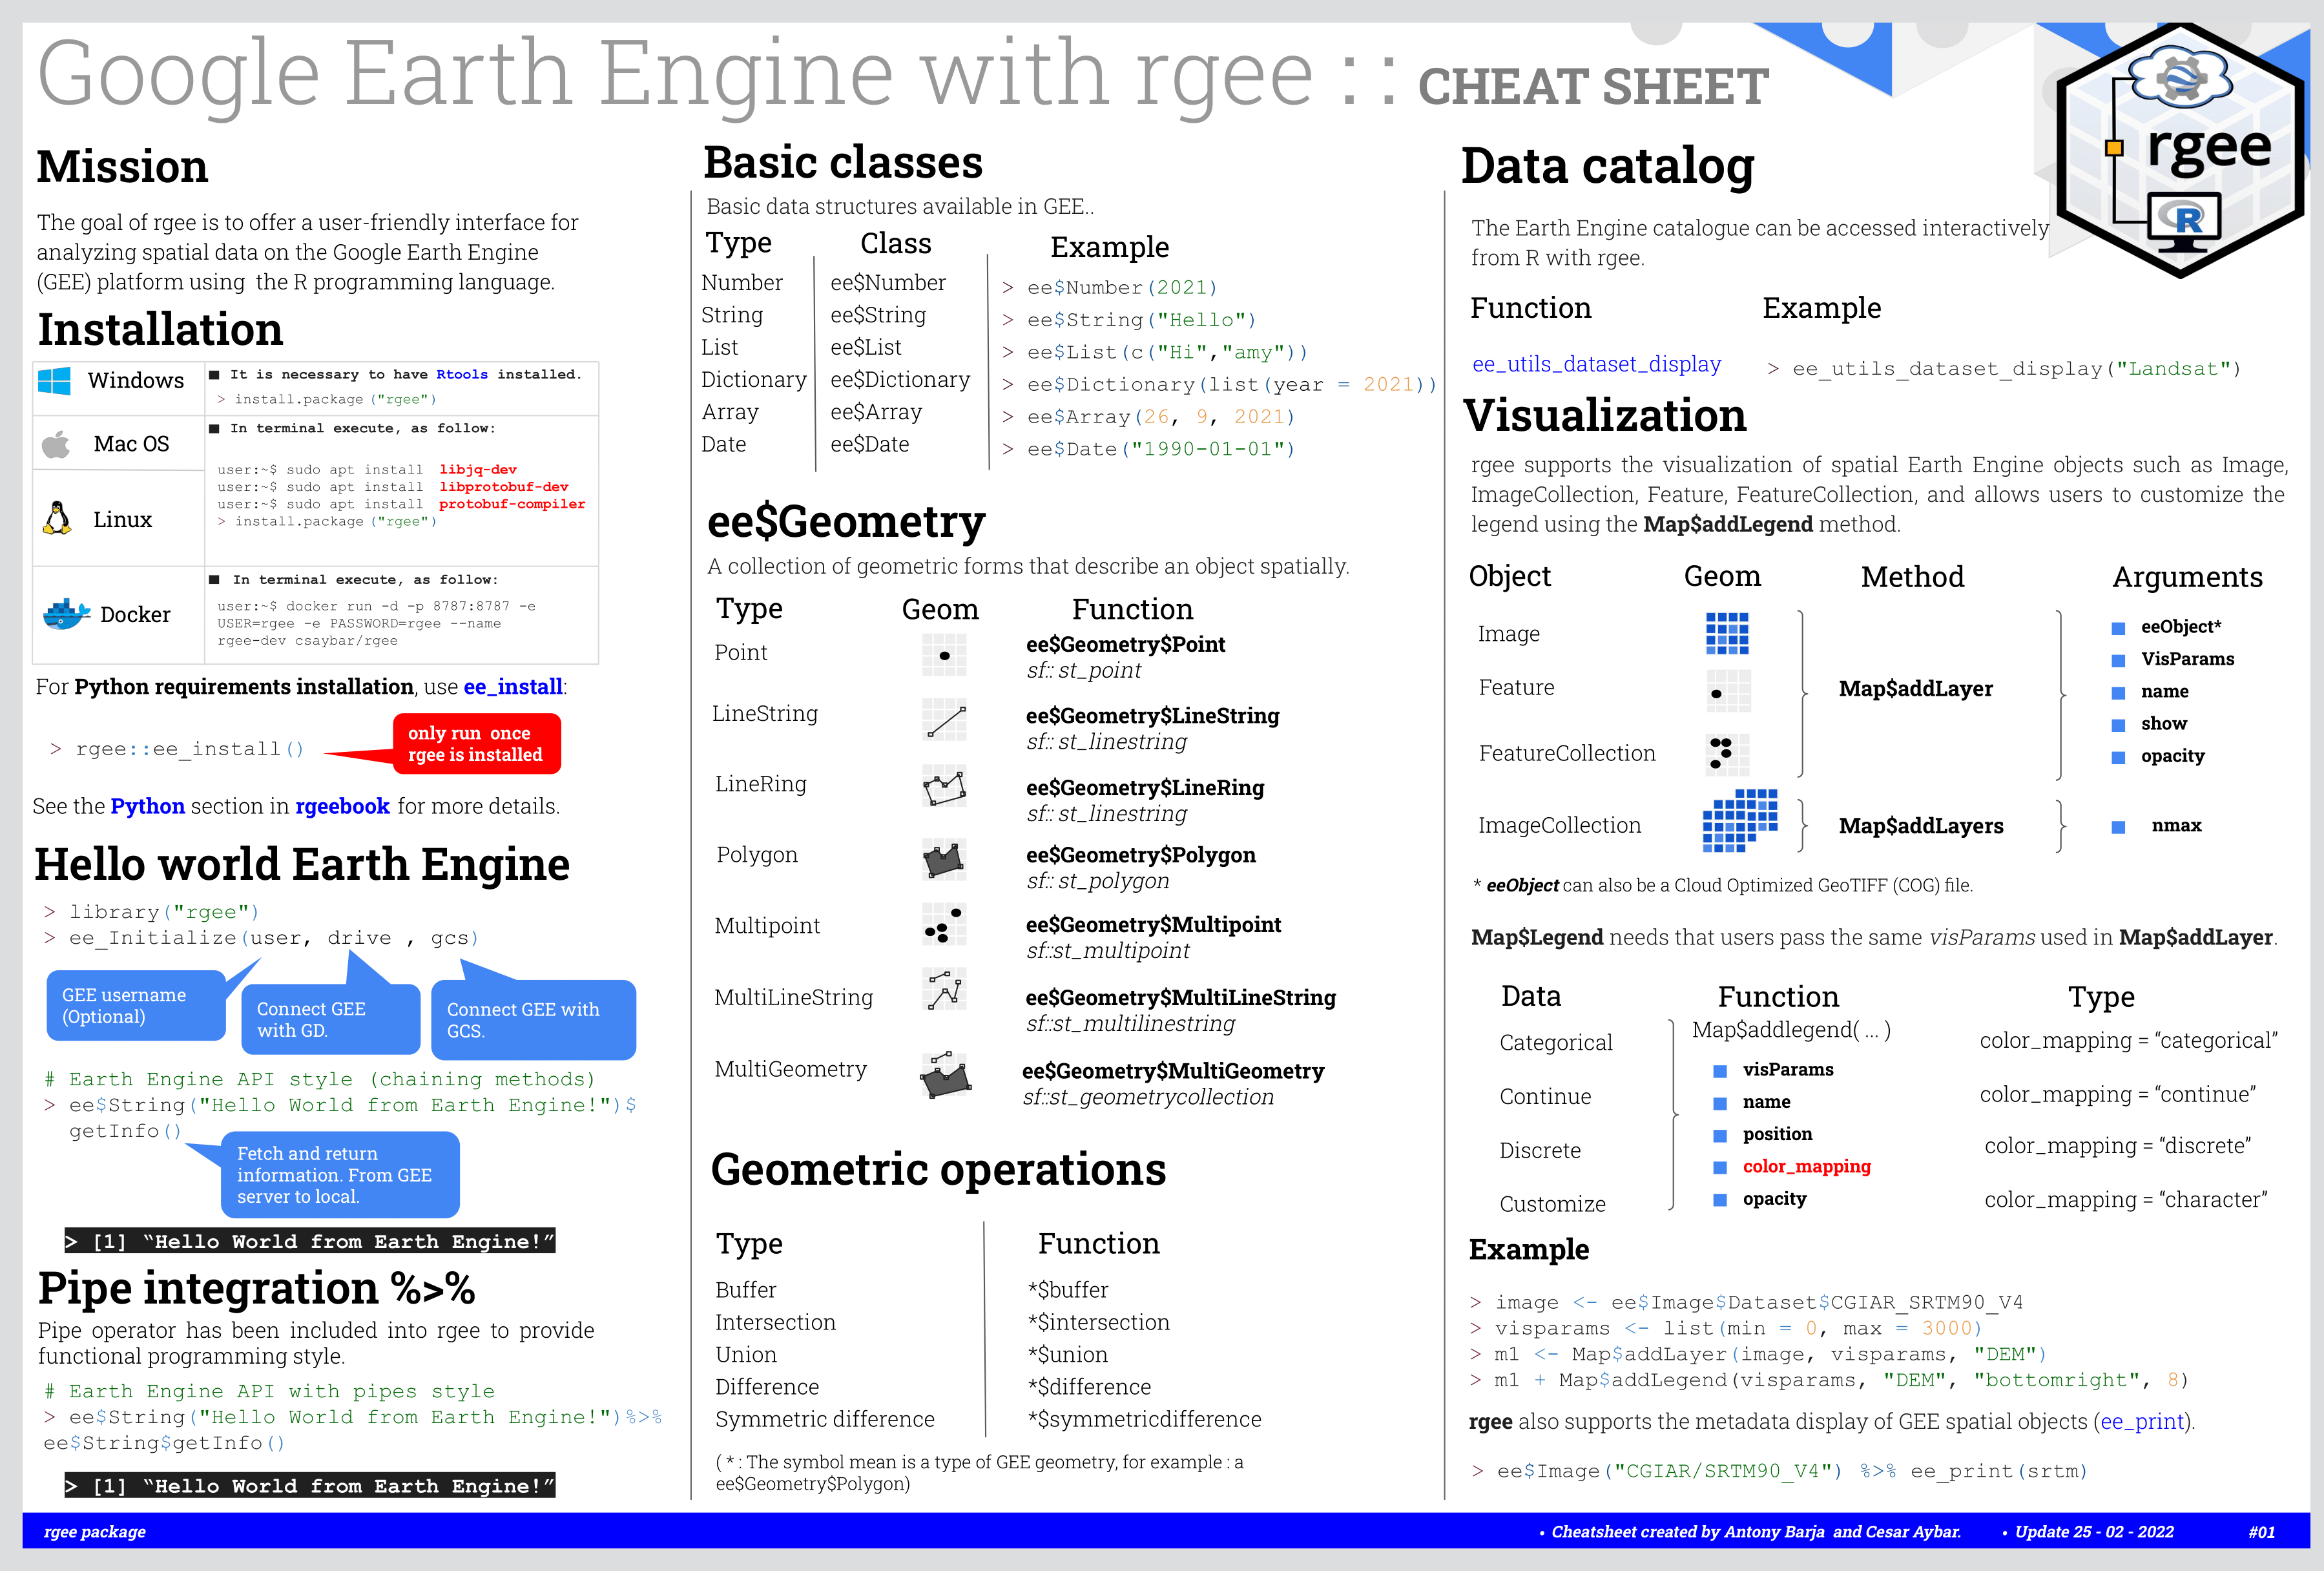 Google Earth Engine with rgee : : CHEAT SHEET
rgee
R
Mission
The goal of rgee is to offer a user-friendly interface for
analyzing spatial data on the Google Earth Engine
(GEE) platform using the R programming language.
Installation
Windows
■ It is necessary to have Rtools installed.
> install.package ("rgee")
Mac OS
Linux
■ In terminal execute, as follow:
user:~$ sudo apt install libjq-dev
user:~$ sudo apt install libprotobuf-dev
user:~$ sudo apt install protobuf-compiler
> install.package ("rgee")
Docker
■ In terminal execute, as follow:
user:~$ docker run -d -p 8787:8787 -e
USER=rgee -e PASSWORD=rgee --name
rgee-dev csaybar/rgee
For Python requirements installation, use ee_install:
> rgee::ee_install()
only run once
rgee is installed
See the Python section in rgeebook for more details.
Hello world Earth Engine
> library("rgee")
> ee_Initialize(user, drive , gcs)
GEE username
(Optional)
Connect GEE
with GD.
Connect GEE with
GCS.
# Earth Engine API style (chaining methods)
> ee$String("Hello World from Earth Engine!")$
getInfo()
Fetch and return
information. From GEE
server to local.
> [1] “Hello World from Earth Engine!”
Pipe integration %>%
Pipe operator has been included into rgee to provide
functional programming style.
# Earth Engine API with pipes style
> ee$String("Hello World from Earth Engine!")%>%
ee$String$getInfo()
> [1] “Hello World from Earth Engine!”
Basic classes
Basic data structures available in GEE..
Type Class Example
Number ee$Number > ee$Number(2021)
String ee$String > ee$String("Hello")
List ee$List > ee$List(c("Hi","amy"))
Dictionary ee$Dictionary > ee$Dictionary(list(year = 2021))
Array ee$Array > ee$Array(26, 9, 2021)
Date ee$Date > ee$Date("1990-01-01")
ee$Geometry
A collection of geometric forms that describe an object spatially.
Type Geom Function
Point ee$Geometry$Point
sf:: st_point
LineString ee$Geometry$LineString
sf:: st_linestring
LineRing ee$Geometry$LineRing
sf:: st_linestring
Polygon ee$Geometry$Polygon
sf:: st_polygon
Multipoint ee$Geometry$Multipoint
sf::st_multipoint
MultiLineString ee$Geometry$MultiLineString
sf::st_multilinestring
MultiGeometry ee$Geometry$MultiGeometry
sf::st_geometrycollection
Geometric operations
Type Function
Buffer *$buffer
Intersection *$intersection
Union *$union
Difference *$difference
Symmetric difference *$symmetricdifference
( * : The symbol mean is a type of GEE geometry, for example : a
ee$Geometry$Polygon)
Data catalog
The Earth Engine catalogue can be accessed interactively
from R with rgee.
Function Example
ee_utils_dataset_display > ee_utils_dataset_display("Landsat")
Visualization
rgee supports the visualization of spatial Earth Engine objects such as Image,
ImageCollection, Feature, FeatureCollection, and allows users to customize the
legend using the Map$addLegend method.
Object Geom Method Arguments
Image
Feature
FeatureCollection
Map$addLayer
eeObject*
VisParams
name
show
opacity
ImageCollection Map$addLayers nmax
* eeObject can also be a Cloud Optimized GeoTIFF (COG) file.
Map$Legend needs that users pass the same visParams used in Map$addLayer.
Data Function Type
Categorical
Continue
Discrete
Customize
Map$addlegend( ... )
visParams
name
position
color_mapping
opacity
color_mapping = “categorical”
color_mapping = “continue”
color_mapping = “discrete”
color_mapping = “character”
Example
> image <- ee$Image$Dataset$CGIAR_SRTM90_V4
> visparams <- list(min = 0, max = 3000)
> m1 <- Map$addLayer(image, visparams, "DEM")
> m1 + Map$addLegend(visparams, "DEM", "bottomright", 8)
rgee also supports the metadata display of GEE spatial objects (ee_print).
> ee$Image("CGIAR/SRTM90_V4") %>% ee_print(srtm)
rgee package
• Cheatsheet created by Antony Barja and Cesar Aybar. • Update 25 - 02 - 2022 #01